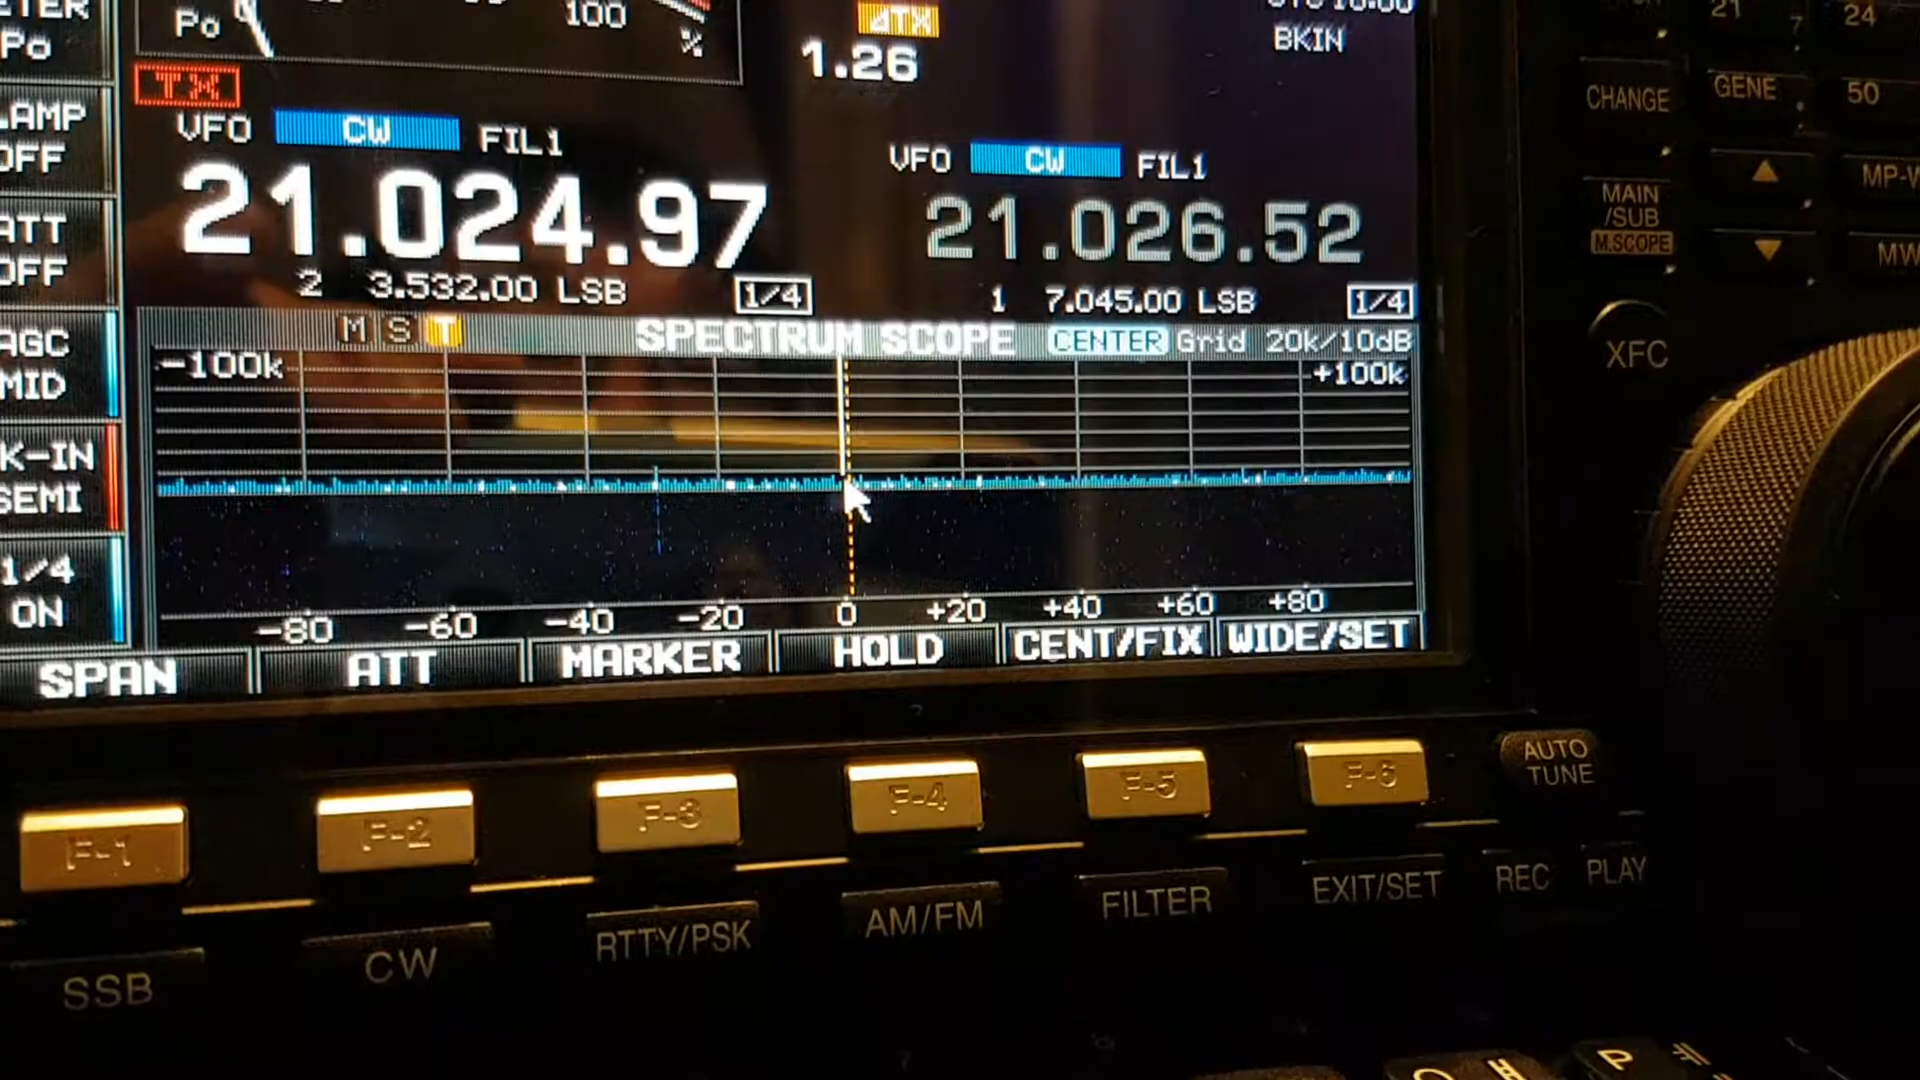 Po 100 %
Po
TX
ΔTX
1.26
BKIN
VFO CW FIL1
21.024.97
2 3.532.00 LSB 1/4
VFO CW FIL1
21.026.52
1 7.045.00 LSB 1/4
AMP
OFF
ATT
OFF
AGC
MID
K-IN
SEMI
1/4
ON
M S T SPECTRUM SCOPE CENTER Grid 20k/10dB
-100k +100k
-80 -60 -40 -20 0 +20 +40 +60 +80
SPAN ATT MARKER HOLD CENT/FIX WIDE/SET
F-1 F-2 F-3 F-4 F-5 F-6
SSB CW RTTY/PSK AM/FM FILTER EXIT/SET REC PLAY
AUTO
TUNE
21 7 24
CHANGE GENE 50
MAIN
/SUB
M.SCOPE
MP-W
MW
XFC